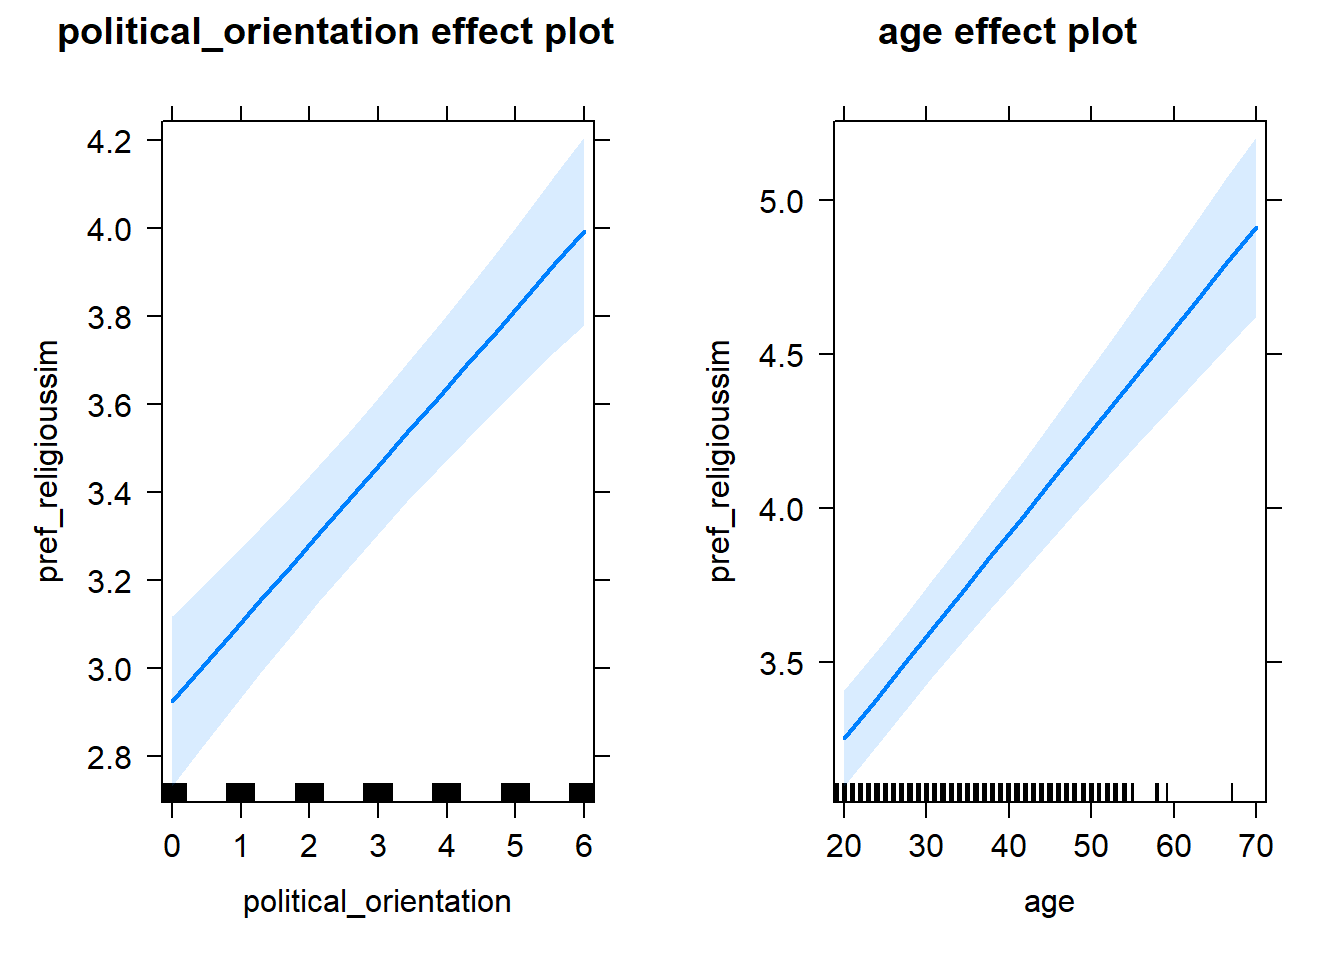 political_orientation effect plot
4.2
4.0
3.8
3.6
3.4
3.2
3.0
2.8
pref_religioussim
0 1 2 3 4 5 6
political_orientation
age effect plot
5.0
4.5
4.0
3.5
pref_religioussim
20 30 40 50 60 70
age